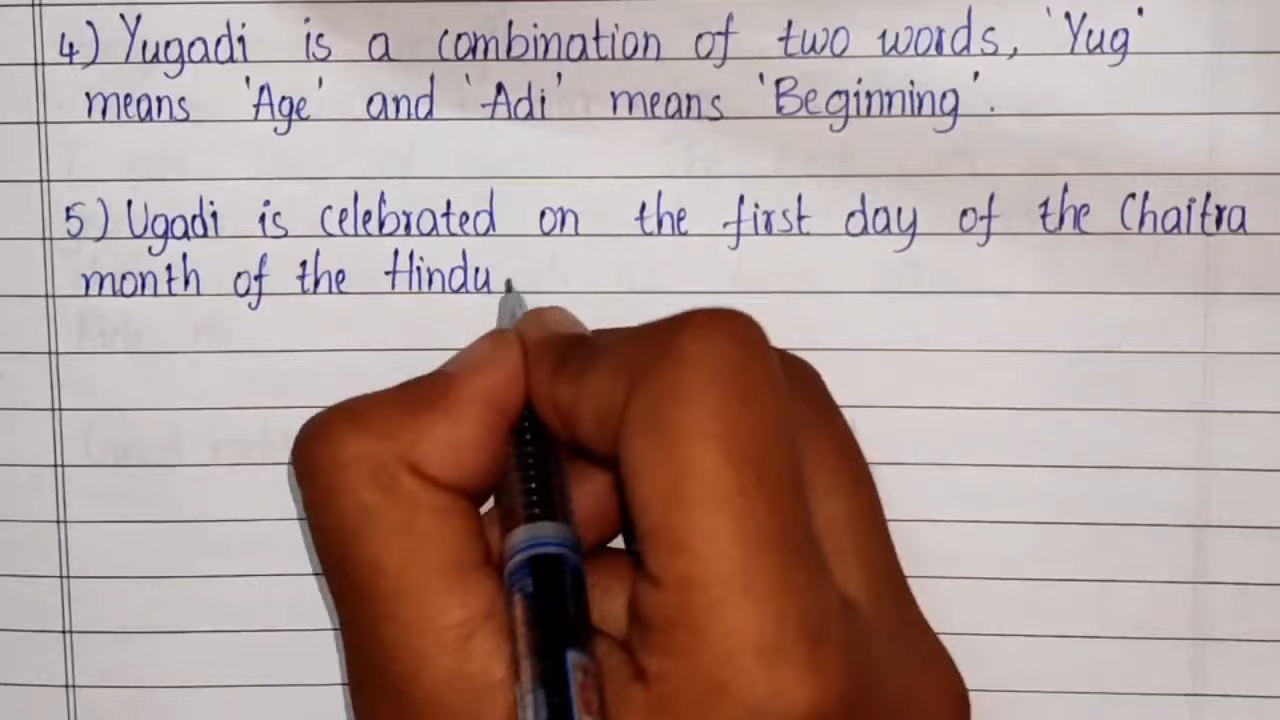 4) Yugadi is a combination of two words, 'Yug'
means 'Age' and 'Adi' means 'Beginning'.
5) Ugadi is celebrated on the first day of the Chaitra
month of the Hindu